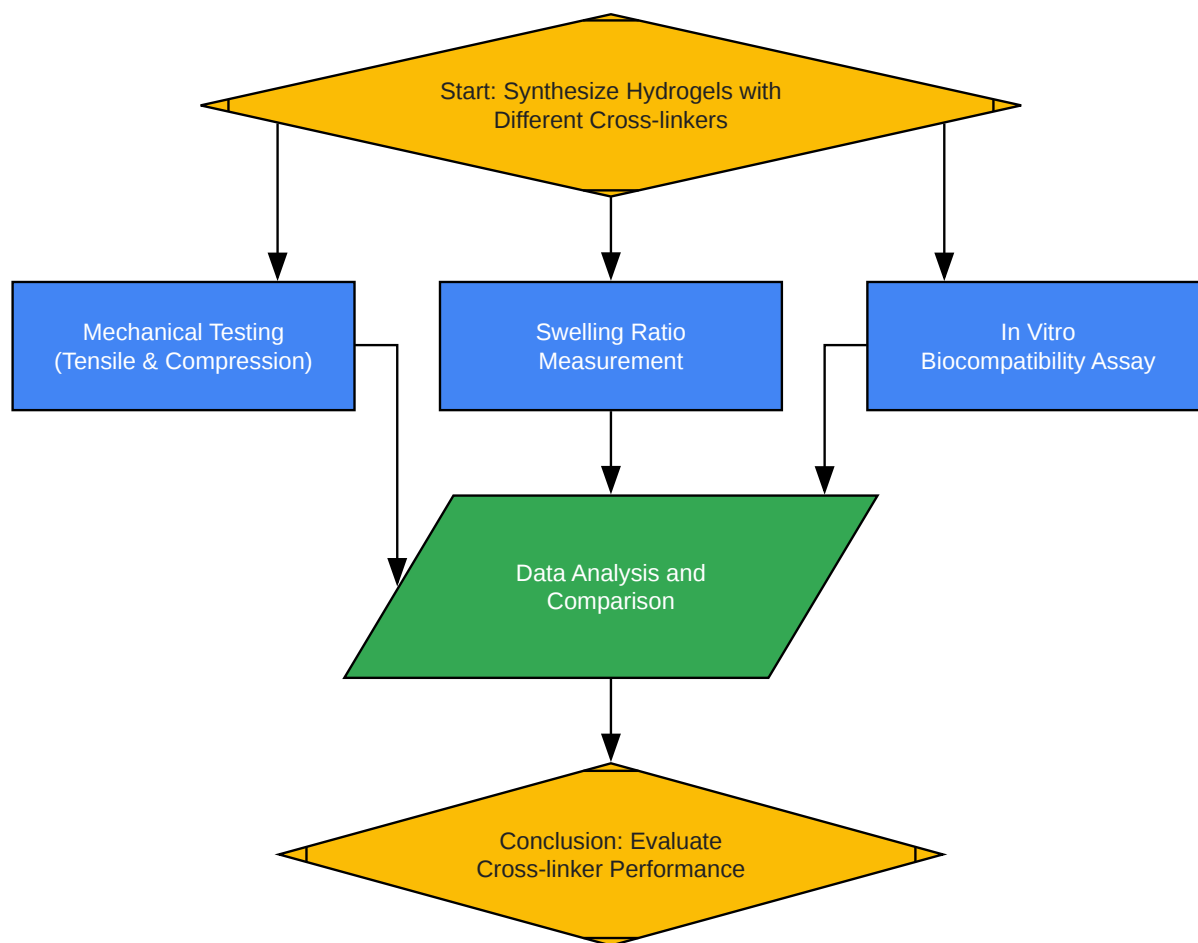 Start: Synthesize Hydrogels with
Different Cross-linkers
Mechanical Testing
(Tensile & Compression)
Swelling Ratio
Measurement
In Vitro
Biocompatibility Assay
Data Analysis and
Comparison
Conclusion: Evaluate
Cross-linker Performance